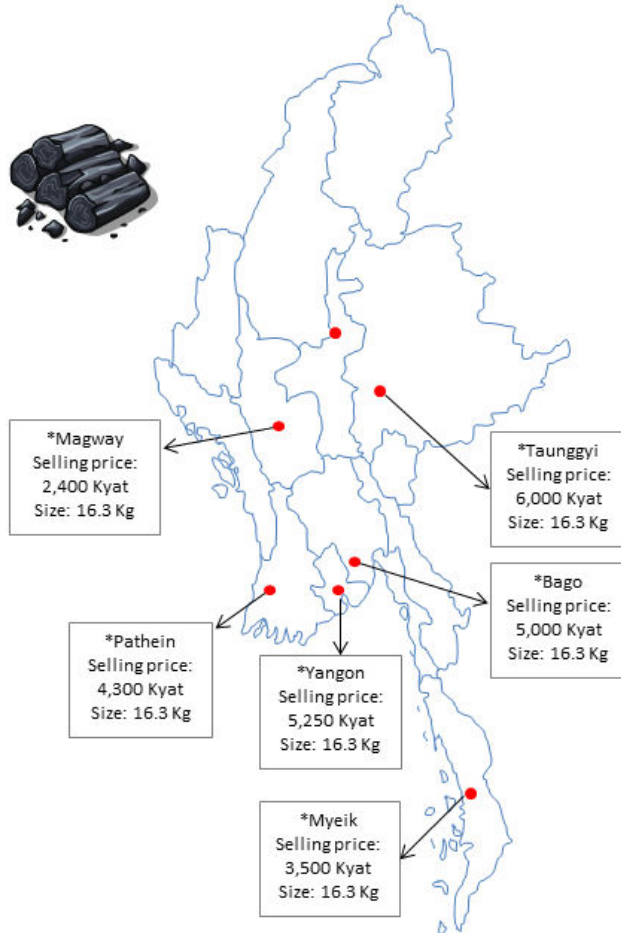 *Magway
Selling price:
2,400 Kyat
Size: 16.3 Kg
*Taunggyi
Selling price:
6,000 Kyat
Size: 16.3 Kg
*Bago
Selling price:
5,000 Kyat
Size: 16.3 Kg
*Pathein
Selling price:
4,300 Kyat
Size: 16.3 Kg
*Yangon
Selling price:
5,250 Kyat
Size: 16.3 Kg
*Myeik
Selling price:
3,500 Kyat
Size: 16.3 Kg